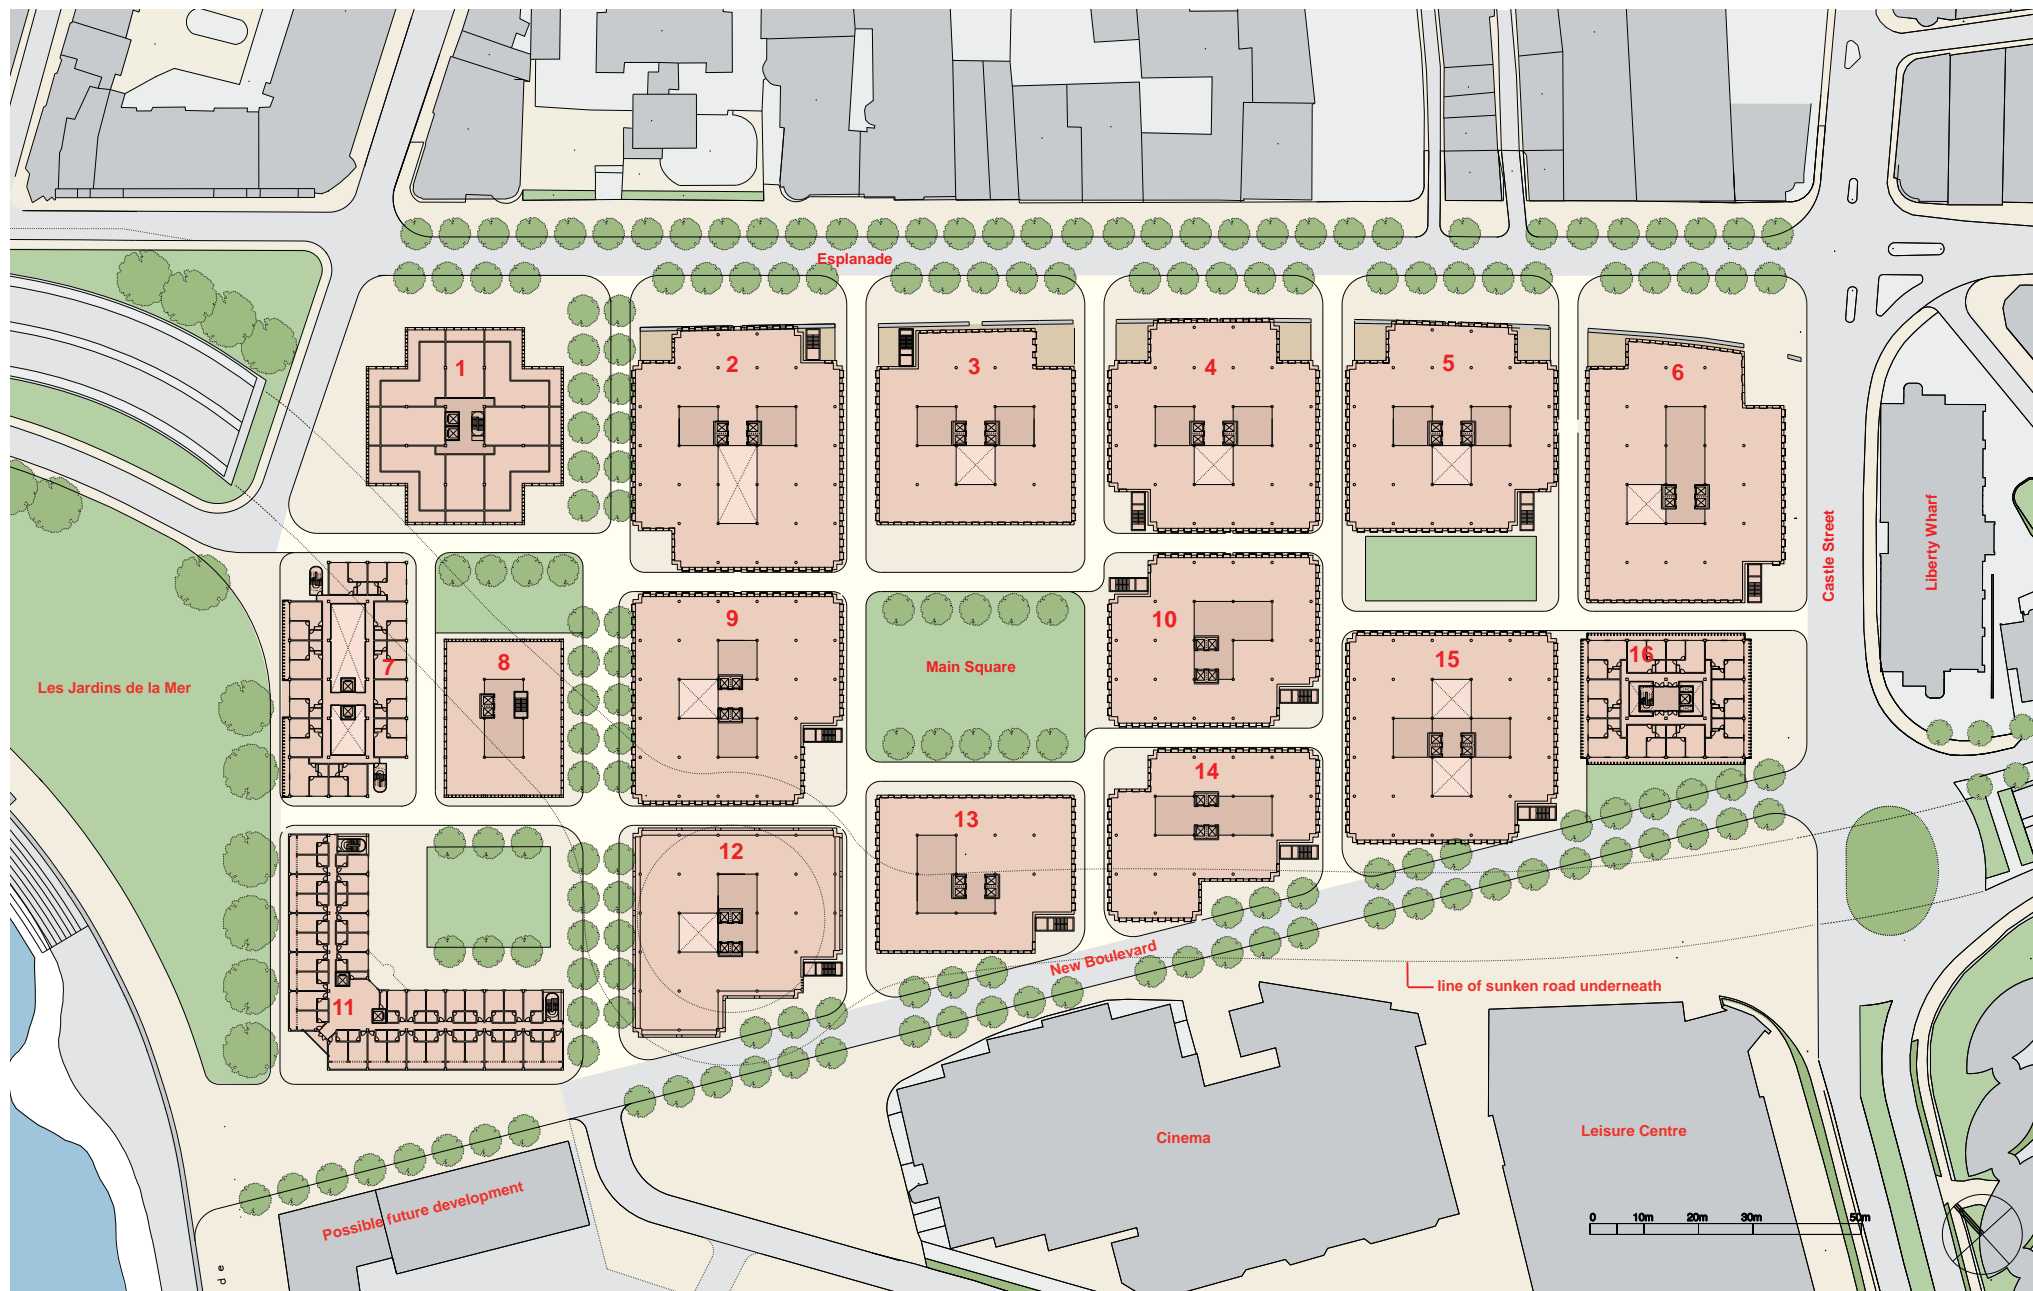 Esplanade
1
2
3
4
5
6
Castle Street
Liberty Wharf
7
8
9
10
15
16
Les Jardins de la Mer
Main Square
14
13
12
11
New Boulevard
line of sunken road underneath
Cinema
Leisure Centre
Possible future development
0 10m 20m 30m 50m
d e